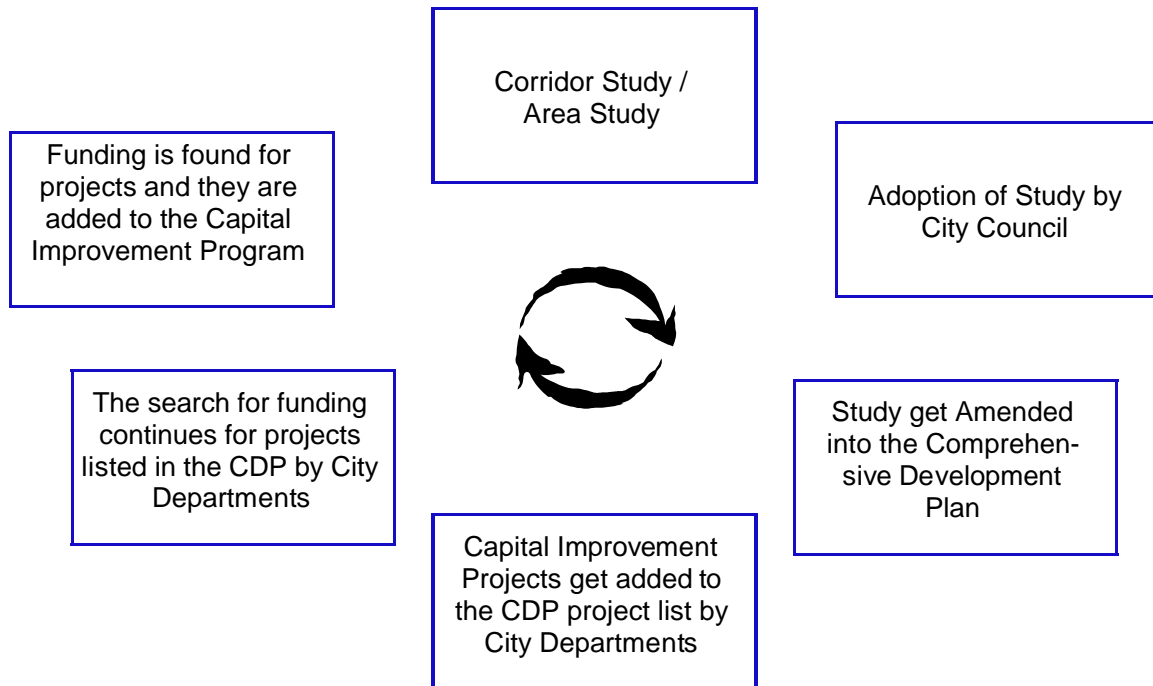 Corridor Study /
Area Study
Adoption of Study by
City Council
Study get Amended
into the Comprehen-
sive Development
Plan
Capital Improvement
Projects get added to
the CDP project list by
City Departments
The search for funding
continues for projects
listed in the CDP by City
Departments
Funding is found for
projects and they are
added to the Capital
Improvement Program